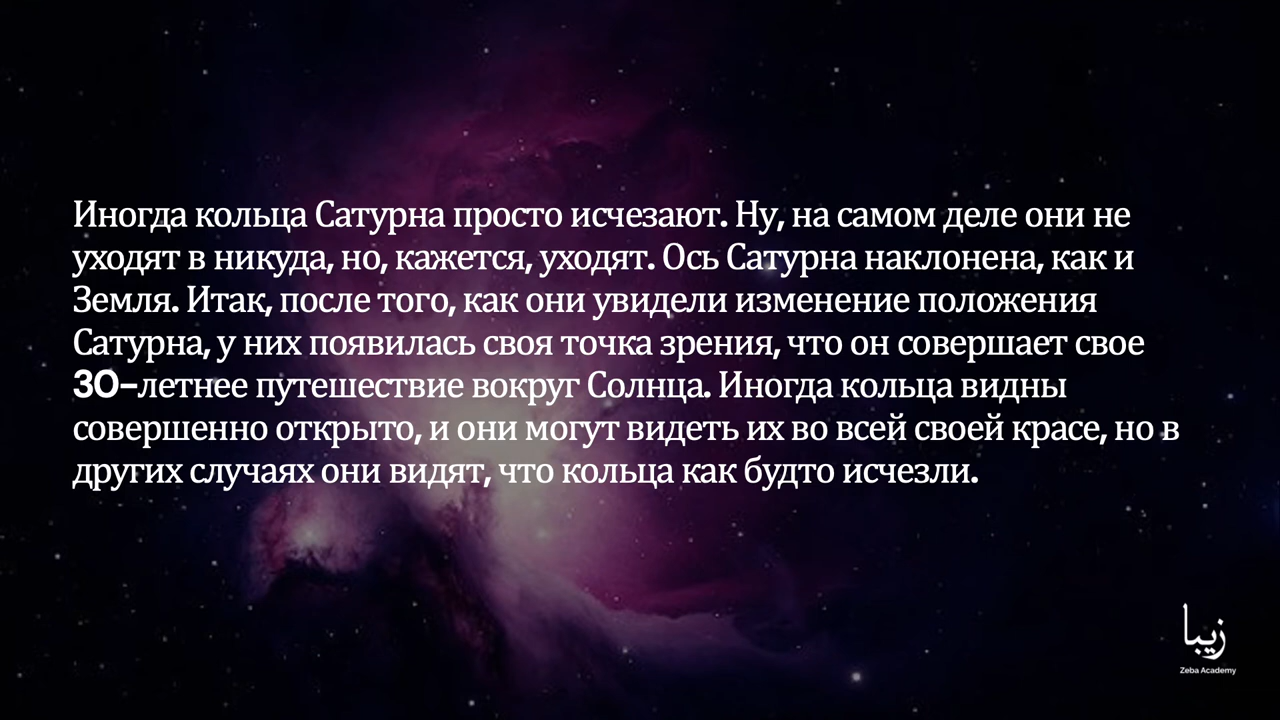 Иногда кольца Сатурна просто исчезают. Ну, на самом деле они не
уходят в никуда, но, кажется, уходят. Ось Сатурна наклонена, как и
Земля. Итак, после того, как они увидели изменение положения
Сатурна, у них появилась своя точка зрения, что он совершает свое
30-летнее путешествие вокруг Солнца. Иногда кольца видны
совершенно открыто, и они могут видеть их во всей своей красе, но в
других случаях они видят, что кольца как будто исчезли.
زیبا
Zeba Academy